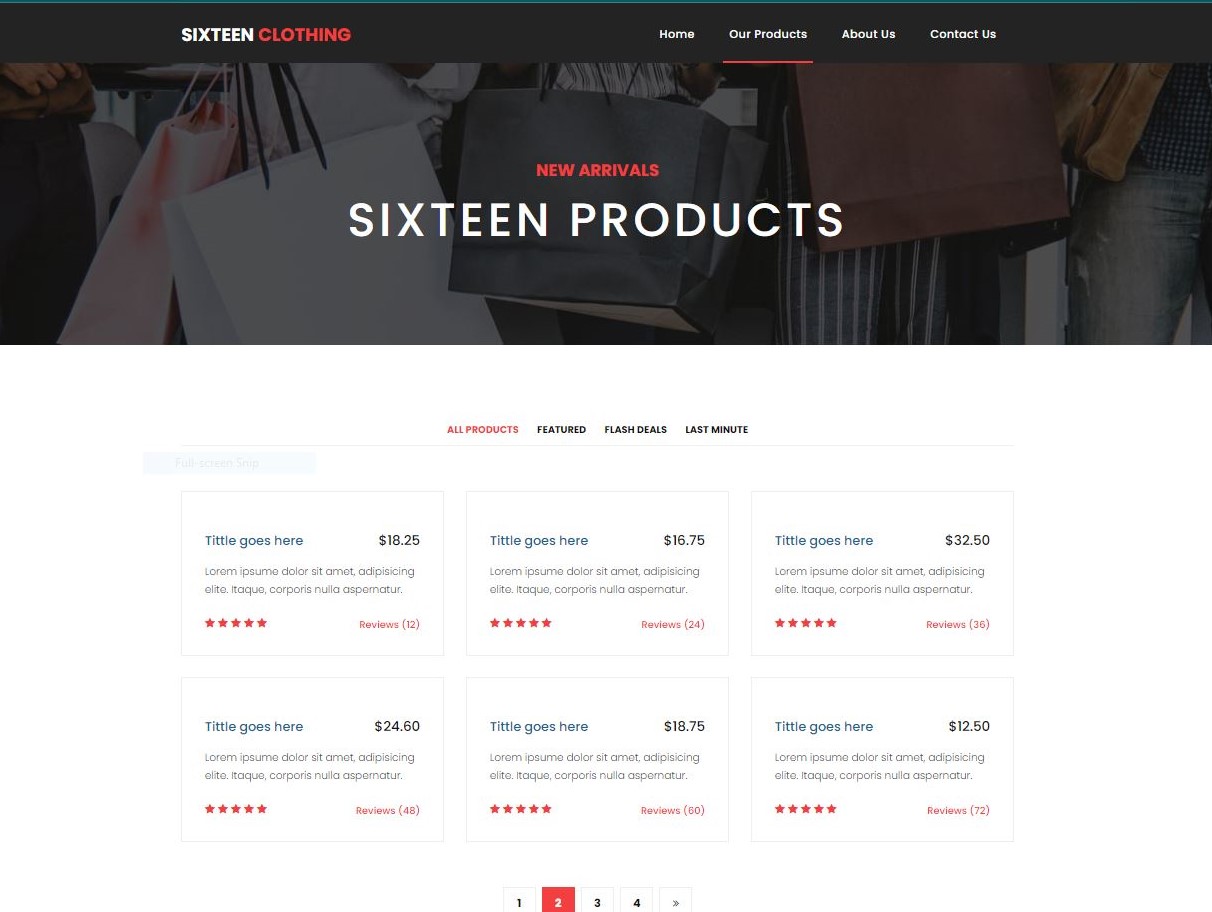 SIXTEEN CLOTHING
Home Our Products About Us Contact Us
NEW ARRIVALS
SIXTEEN PRODUCTS
ALL PRODUCTS FEATURED FLASH DEALS LAST MINUTE
Full-screen Snip
Tittle goes here $18.25
Lorem ipsume dolor sit amet, adipisicing
elite. Itaque, corporis nulla aspernatur.
Reviews (12)
Tittle goes here $16.75
Lorem ipsume dolor sit amet, adipisicing
elite. Itaque, corporis nulla aspernatur.
Reviews (24)
Tittle goes here $32.50
Lorem ipsume dolor sit amet, adipisicing
elite. Itaque, corporis nulla aspernatur.
Reviews (36)
Tittle goes here $24.60
Lorem ipsume dolor sit amet, adipisicing
elite. Itaque, corporis nulla aspernatur.
Reviews (48)
Tittle goes here $18.75
Lorem ipsume dolor sit amet, adipisicing
elite. Itaque, corporis nulla aspernatur.
Reviews (60)
Tittle goes here $12.50
Lorem ipsume dolor sit amet, adipisicing
elite. Itaque, corporis nulla aspernatur.
Reviews (72)
1 2 3 4 »